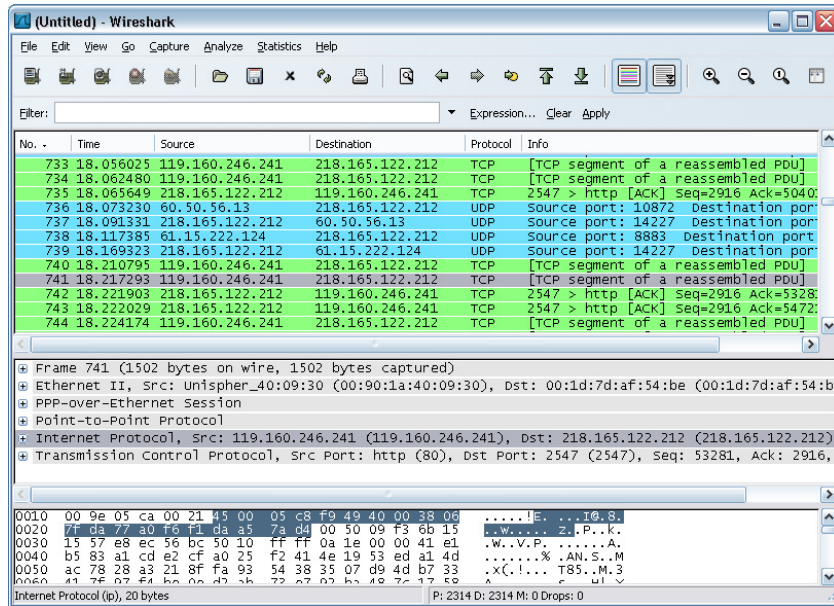 (Untitled) - Wireshark
File Edit View Go Capture Analyze Statistics Help
Filter: Expression... Clear Apply
No. - Time Source Destination Protocol Info
733 18.056025 119.160.246.241 218.165.122.212 TCP [TCP segment of a reassembled PDU]
734 18.062480 119.160.246.241 218.165.122.212 TCP [TCP segment of a reassembled PDU]
735 18.065649 218.165.122.212 119.160.246.241 TCP 2547 > http [ACK] Seq=2916 Ack=5040
736 18.073230 60.50.56.13 218.165.122.212 UDP Source port: 10872 Destination por
737 18.091331 218.165.122.212 60.50.56.13 UDP Source port: 14227 Destination por
738 18.117385 61.15.222.124 218.165.122.212 UDP Source port: 8883 Destination port
739 18.169323 218.165.122.212 61.15.222.124 UDP Source port: 14227 Destination por
740 18.210795 119.160.246.241 218.165.122.212 TCP [TCP segment of a reassembled PDU]
741 18.217293 119.160.246.241 218.165.122.212 TCP [TCP segment of a reassembled PDU]
742 18.221903 218.165.122.212 119.160.246.241 TCP 2547 > http [ACK] Seq=2916 Ack=5328
743 18.222029 218.165.122.212 119.160.246.241 TCP 2547 > http [ACK] Seq=2916 Ack=5472
744 18.224174 119.160.246.241 218.165.122.212 TCP [TCP segment of a reassembled PDU]
Frame 741 (1502 bytes on wire, 1502 bytes captured)
Ethernet II, Src: Unispher_40:09:30 (00:90:1a:40:09:30), Dst: 00:1d:7d:af:54:be (00:1d:7d:af:54:b
PPP-over-Ethernet Session
Point-to-Point Protocol
Internet Protocol, Src: 119.160.246.241 (119.160.246.241), Dst: 218.165.122.212 (218.165.122.212)
Transmission Control Protocol, Src Port: http (80), Dst Port: 2547 (2547), Seq: 53281, Ack: 2916,
0010 00 9e 05 ca 00 21 45 00 05 c8 f9 49 40 00 38 06 .....!E. ...I@.8.
0020 7f da 77 a0 f6 f1 da a5 7a d4 00 50 09 f3 6b 15 ..w..... z..P..k.
0030 15 57 e8 ec 56 bc 50 10 ff ff 0a 1e 00 00 41 e1 .W..V.P. ......A.
0040 b5 83 a1 cd e2 cf a0 25 f2 41 4e 19 53 ed a1 4d .......% .AN.S..M
0050 ac 78 28 a3 21 8f fa 93 54 38 35 07 d9 4d b7 33 .x(.!... T85..M.3
Internet Protocol (ip), 20 bytes P: 2314 D: 2314 M: 0 Drops: 0